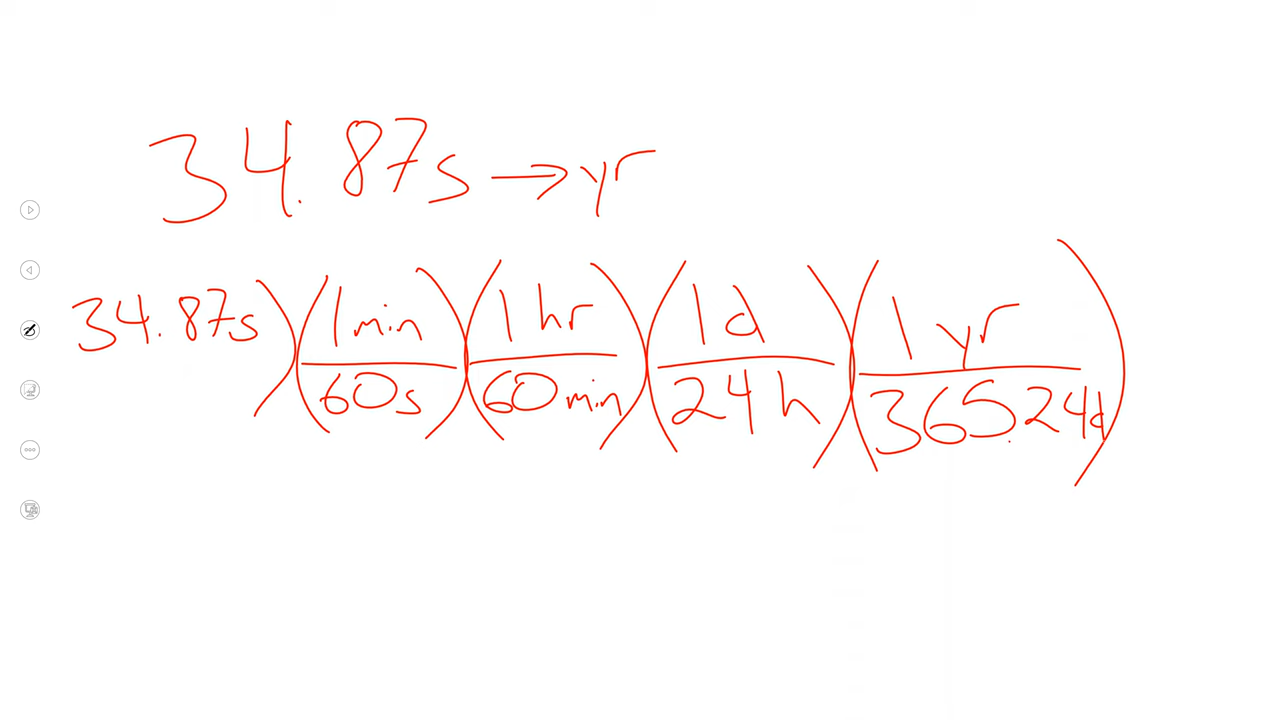 34.87s → yr
34.87s) (1 min / 60s) (1 hr / 60 min) (1 d / 24 h) (1 yr / 365.24d)